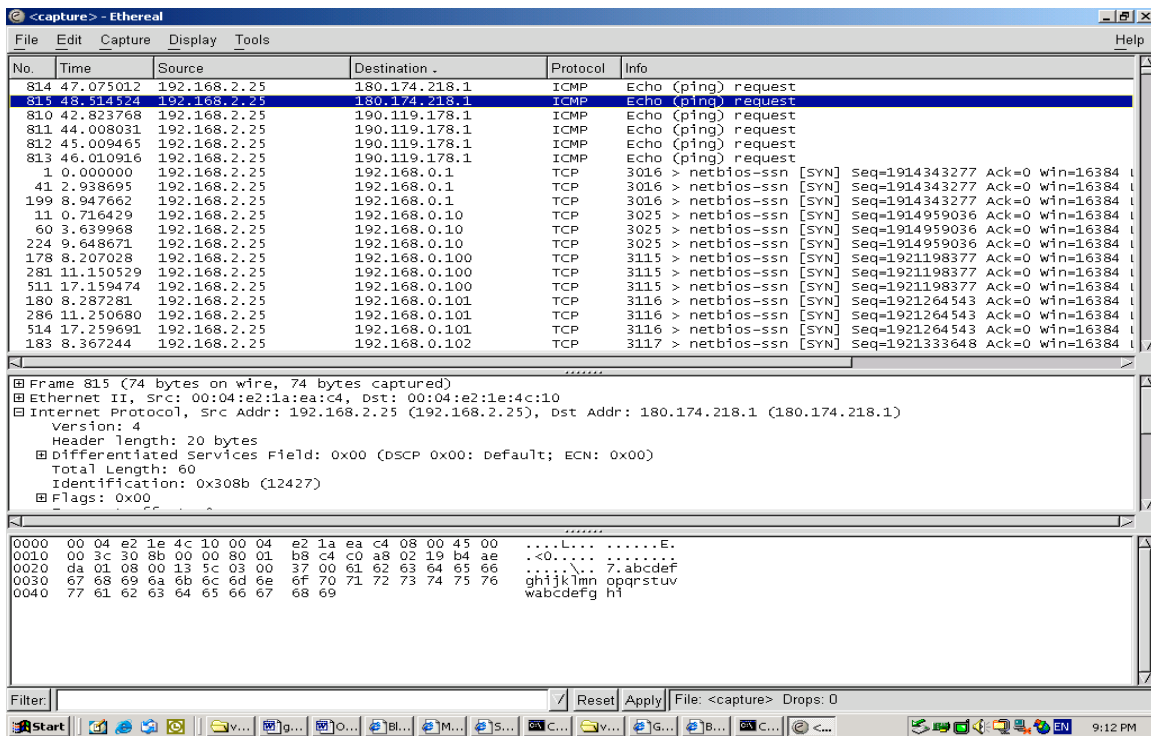 <capture> - Ethereal
File Edit Capture Display Tools Help
No. Time Source Destination Protocol Info
814 47.075012 192.168.2.25 180.174.218.1 ICMP Echo (ping) request
815 48.514524 192.168.2.25 180.174.218.1 ICMP Echo (ping) request
810 42.823768 192.168.2.25 190.119.178.1 ICMP Echo (ping) request
811 44.008031 192.168.2.25 190.119.178.1 ICMP Echo (ping) request
812 45.009465 192.168.2.25 190.119.178.1 ICMP Echo (ping) request
813 46.010916 192.168.2.25 190.119.178.1 ICMP Echo (ping) request
1 0.000000 192.168.2.25 192.168.0.1 TCP 3016 > netbios-ssn [SYN] Seq=1914343277 Ack=0 Win=16384 L
41 2.938695 192.168.2.25 192.168.0.1 TCP 3016 > netbios-ssn [SYN] Seq=1914343277 Ack=0 Win=16384 L
199 8.947662 192.168.2.25 192.168.0.1 TCP 3016 > netbios-ssn [SYN] Seq=1914343277 Ack=0 Win=16384 L
11 0.716429 192.168.2.25 192.168.0.10 TCP 3025 > netbios-ssn [SYN] Seq=1914959036 Ack=0 Win=16384 L
60 3.639968 192.168.2.25 192.168.0.10 TCP 3025 > netbios-ssn [SYN] Seq=1914959036 Ack=0 Win=16384 L
224 9.648671 192.168.2.25 192.168.0.10 TCP 3025 > netbios-ssn [SYN] Seq=1914959036 Ack=0 Win=16384 L
178 8.207028 192.168.2.25 192.168.0.100 TCP 3115 > netbios-ssn [SYN] Seq=1921198377 Ack=0 Win=16384 L
281 11.150529 192.168.2.25 192.168.0.100 TCP 3115 > netbios-ssn [SYN] Seq=1921198377 Ack=0 Win=16384 L
511 17.159474 192.168.2.25 192.168.0.100 TCP 3115 > netbios-ssn [SYN] Seq=1921198377 Ack=0 Win=16384 L
180 8.287281 192.168.2.25 192.168.0.101 TCP 3116 > netbios-ssn [SYN] Seq=1921264543 Ack=0 Win=16384 L
286 11.250680 192.168.2.25 192.168.0.101 TCP 3116 > netbios-ssn [SYN] Seq=1921264543 Ack=0 Win=16384 L
514 17.259691 192.168.2.25 192.168.0.101 TCP 3116 > netbios-ssn [SYN] Seq=1921264543 Ack=0 Win=16384 L
183 8.367244 192.168.2.25 192.168.0.102 TCP 3117 > netbios-ssn [SYN] Seq=1921333648 Ack=0 Win=16384 L
Frame 815 (74 bytes on wire, 74 bytes captured)
Ethernet II, Src: 00:04:e2:1a:ea:c4, Dst: 00:04:e2:1e:4c:10
Internet Protocol, Src Addr: 192.168.2.25 (192.168.2.25), Dst Addr: 180.174.218.1 (180.174.218.1)
Version: 4
Header length: 20 bytes
Differentiated Services Field: 0x00 (DSCP 0x00: Default; ECN: 0x00)
Total Length: 60
Identification: 0x308b (12427)
Flags: 0x00
0000 00 04 e2 1e 4c 10 00 04 e2 1a ea c4 08 00 45 00 ....L... ......E.
0010 00 3c 30 8b 00 00 80 01 b8 c4 c0 a8 02 19 b4 ae .<0..... ........
0020 da 01 08 00 13 5c 03 00 37 00 61 62 63 64 65 66 .....\.. 7.abcdef
0030 67 68 69 6a 6b 6c 6d 6e 6f 70 71 72 73 74 75 76 ghijklmn opqrstuv
0040 77 61 62 63 64 65 66 67 68 69 wabcdefg hi
Filter: Reset Apply File: <capture> Drops: 0
Start v... g... O... Bl... M... S... C... v... G... B... C... <... EN 9:12 PM